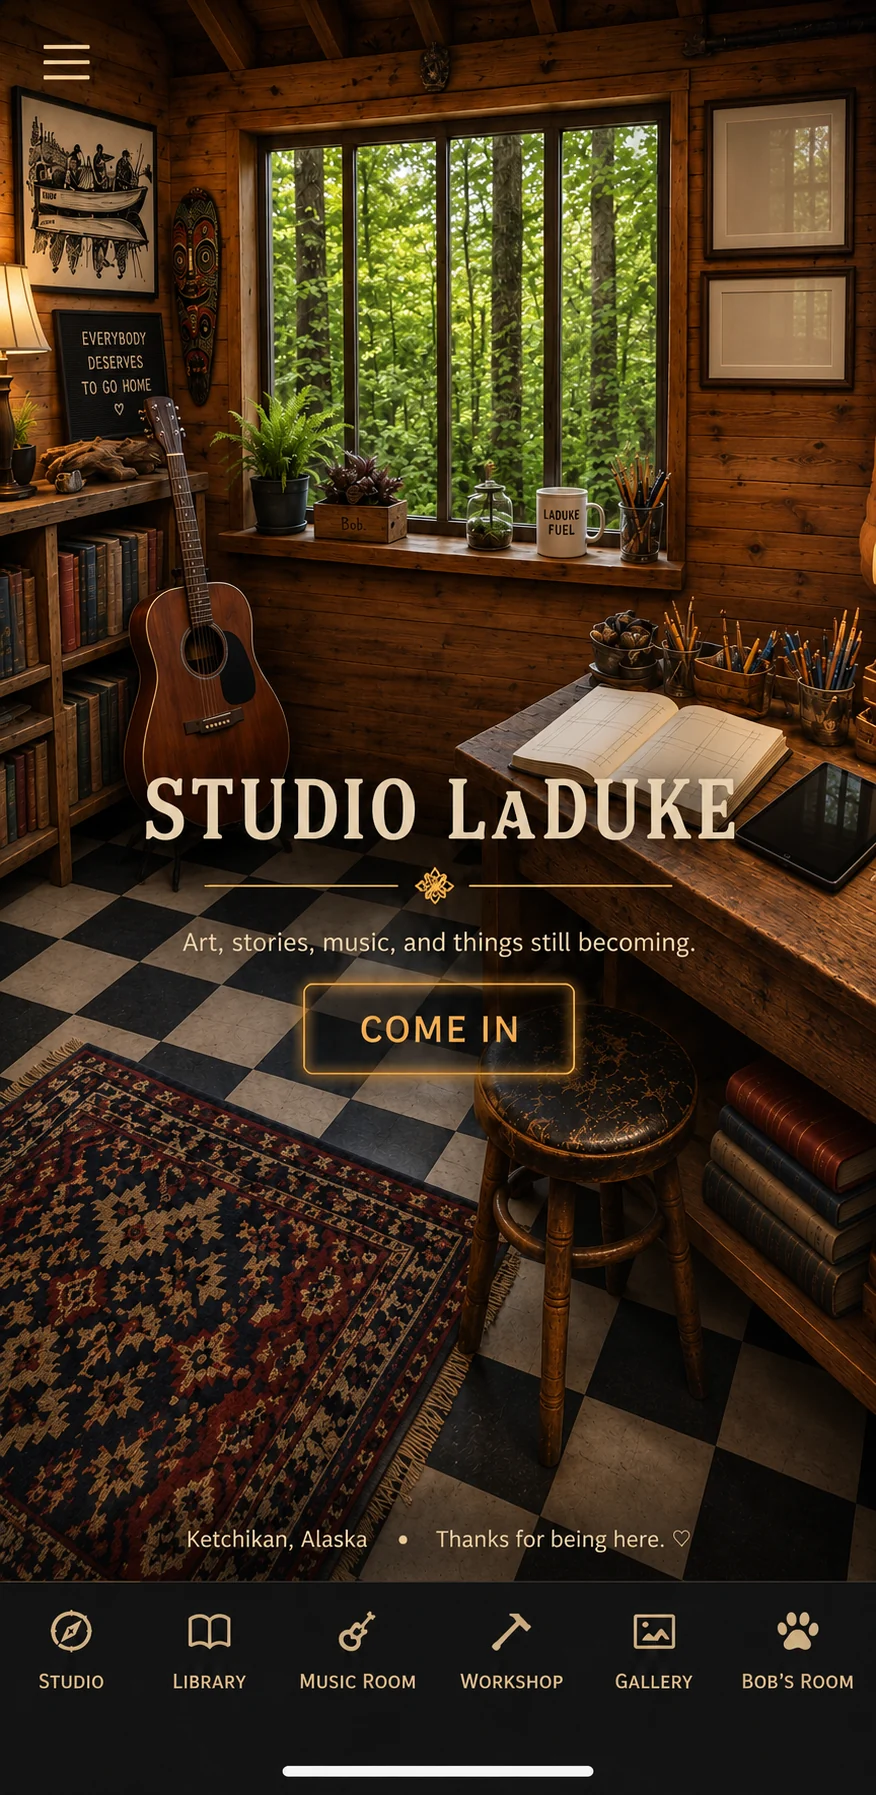 EVERYBODY
DESERVES
TO GO HOME
♡
Bob.
LADUKE
FUEL
STUDIO LADUKE
Art, stories, music, and things still becoming.
COME IN
Ketchikan, Alaska • Thanks for being here. ♡
STUDIO
LIBRARY
MUSIC ROOM
WORKSHOP
GALLERY
BOB'S ROOM